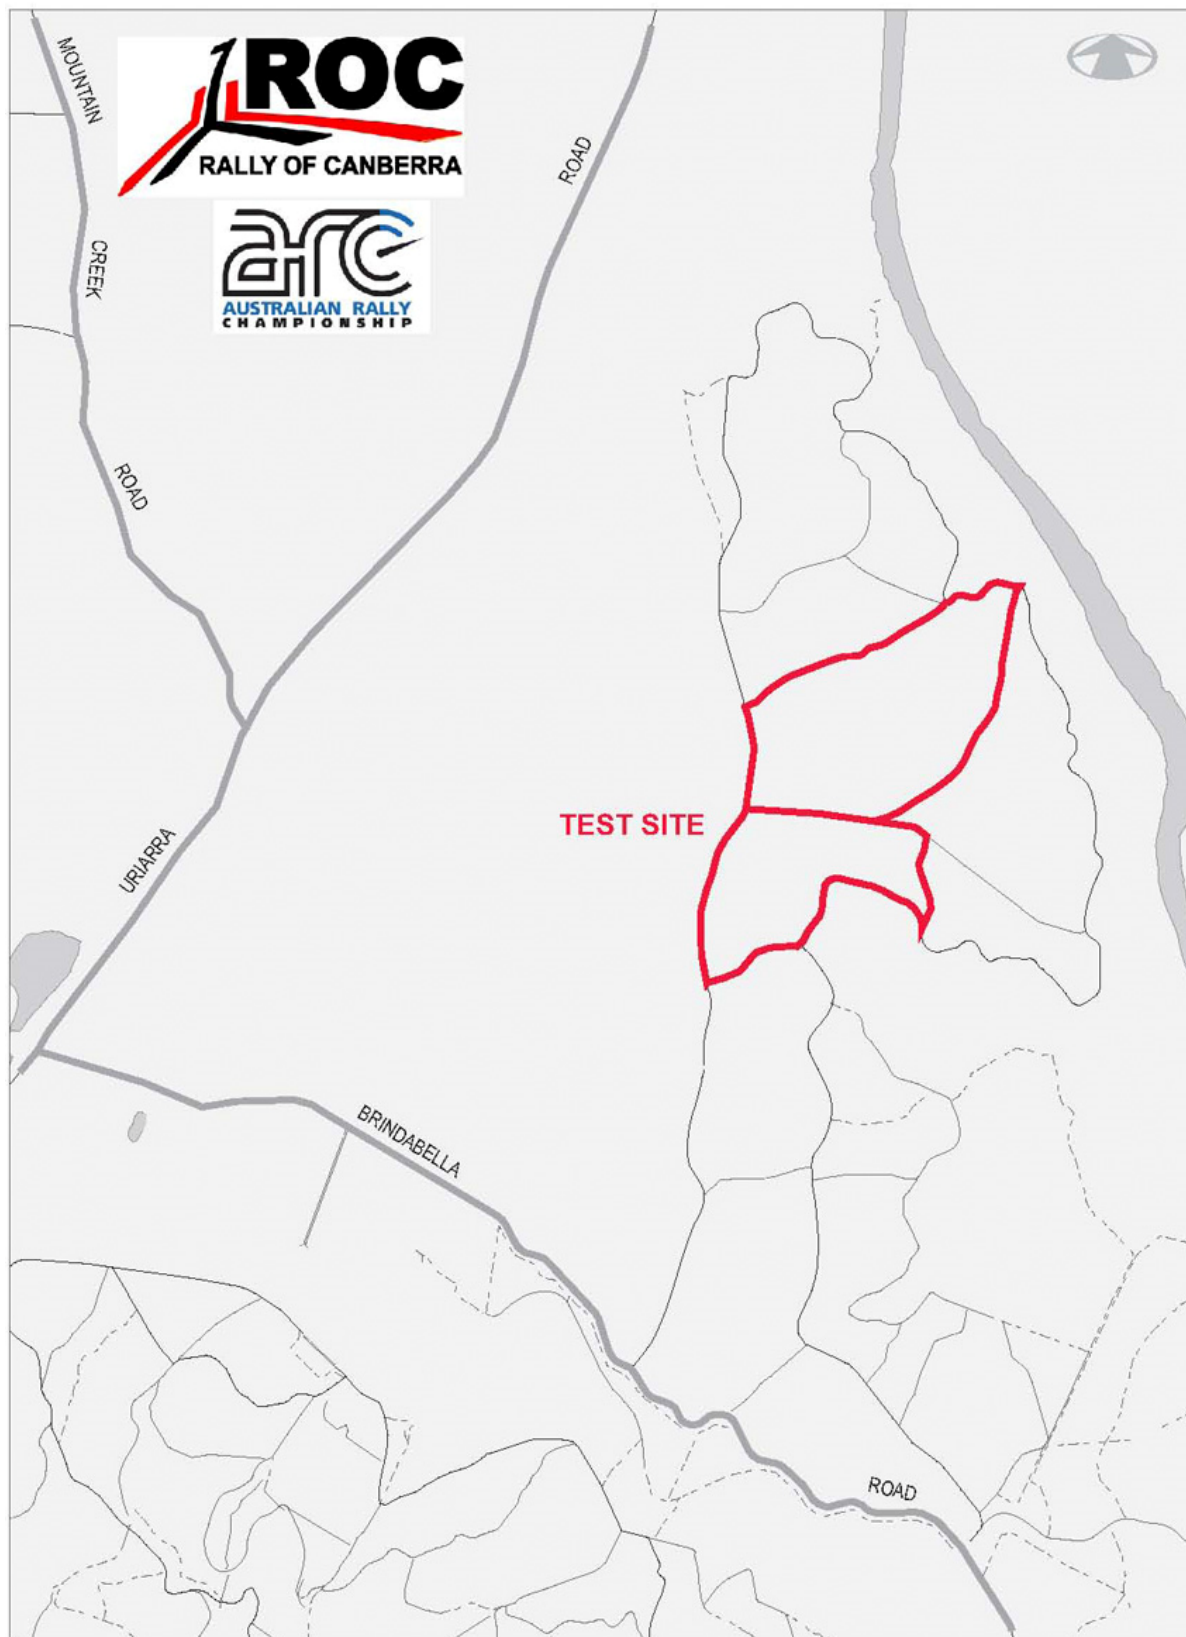 MOUNTAIN
CREEK
ROAD
ROC
RALLY OF CANBERRA
arc
AUSTRALIAN RALLY
CHAMPIONSHIP
ROAD
TEST SITE
URIARRA
BRINDABELLA
ROAD